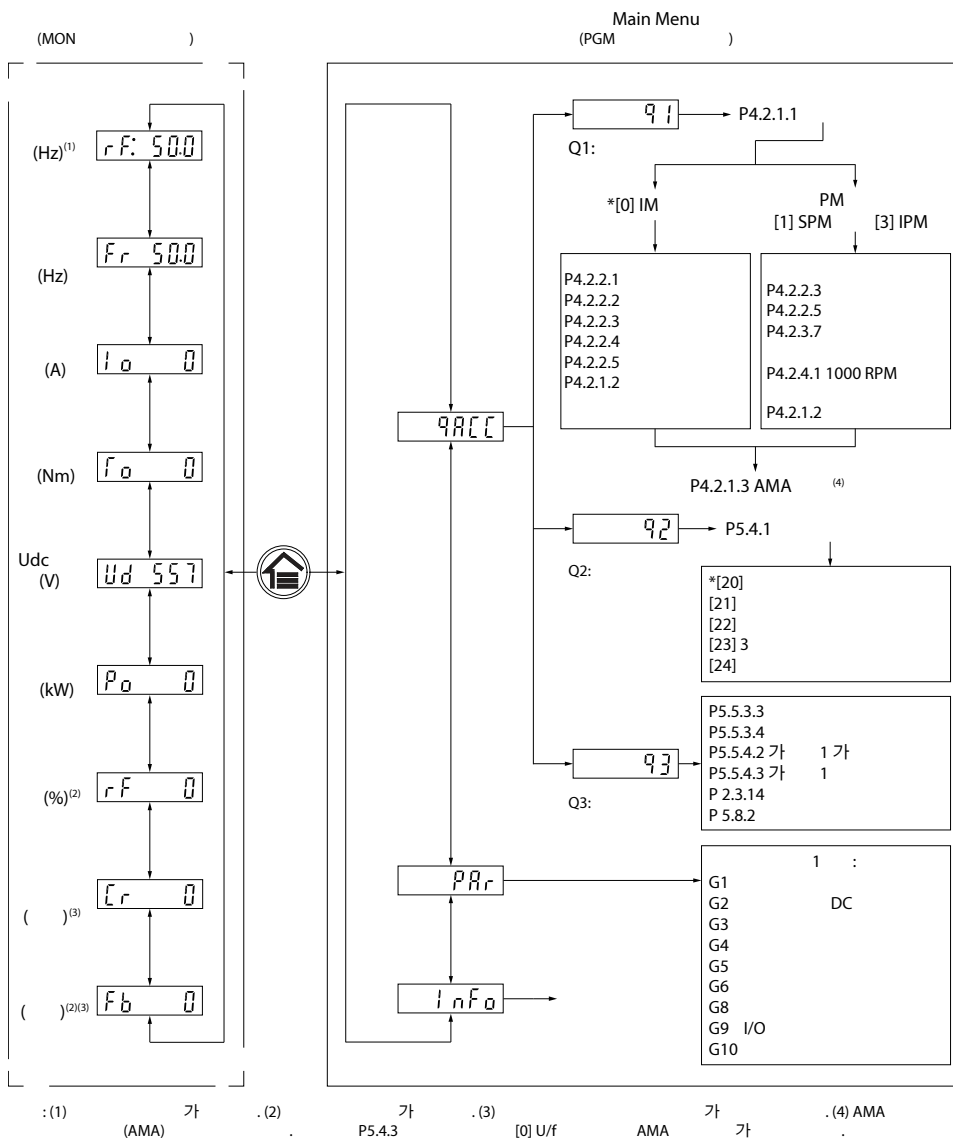 Main Menu
(MON )
(PGM )
(Hz)(1)
rF: 50.0
(Hz)
Fr 50.0
(A)
Io 0
(Nm)
To 0
Udc
(V)
Ud 557
(kW)
Po 0
(%)(2)
rF 0
( )(3)
Cr 0
( )(2)(3)
Fb 0
qACC
PAr
InFo
q1
P4.2.1.1
Q1:
*[0] IM
PM
[1] SPM [3] IPM
P4.2.2.1
P4.2.2.2
P4.2.2.3
P4.2.2.4
P4.2.2.5
P4.2.1.2
P4.2.2.3
P4.2.2.5
P4.2.3.7
P4.2.4.1 1000 RPM
P4.2.1.2
P4.2.1.3 AMA (4)
q2
P5.4.1
Q2:
*[20]
[21]
[22]
[23] 3
[24]
q3
Q3:
P5.5.3.3
P5.5.3.4
P5.5.4.2 가 1 가
P5.5.4.3 가 1
P 2.3.14
P 5.8.2
1 :
G1
G2 DC
G3
G4
G5
G6
G8
G9 I/O
G10
: (1) 가 . (2) 가 . (3) 가 . (4) AMA
(AMA) . P5.4.3 [0] U/f AMA 가 .